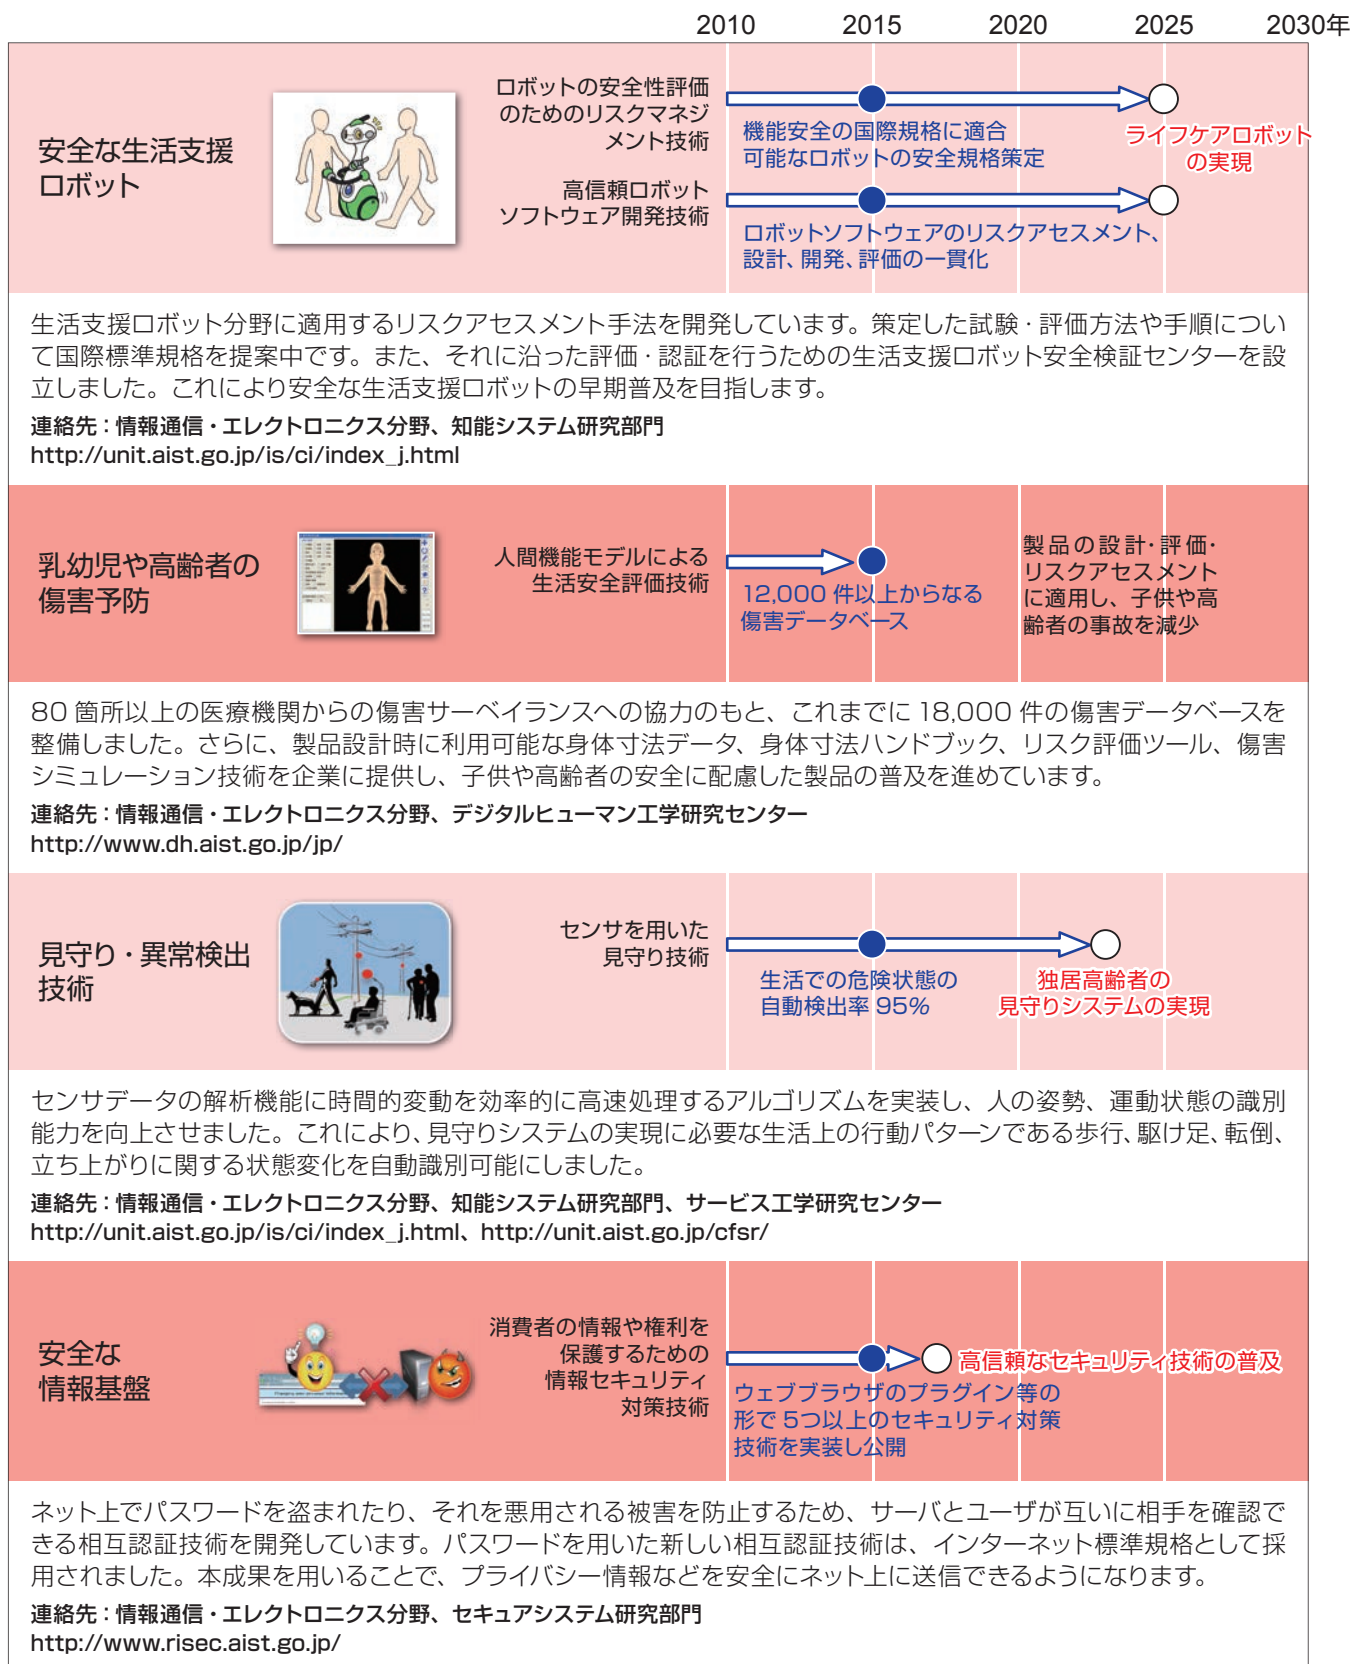 2010 2015 2020 2025 2030年
安全な生活支援
ロボット
ロボットの安全性評価
のためのリスクマネジ
メント技術
機能安全の国際規格に適合
可能なロボットの安全規格策定
ライフケアロボット
の実現
高信頼ロボット
ソフトウェア開発技術
ロボットソフトウェアのリスクアセスメント、
設計、開発、評価の一貫化
生活支援ロボット分野に適用するリスクアセスメント手法を開発しています。策定した試験・評価方法や手順につい
て国際標準規格を提案中です。また、それに沿った評価・認証を行うための生活支援ロボット安全検証センターを設
立しました。これにより安全な生活支援ロボットの早期普及を目指します。
連絡先：情報通信・エレクトロニクス分野、知能システム研究部門
http://unit.aist.go.jp/is/ci/index_j.html
乳幼児や高齢者の
傷害予防
人間機能モデルによる
生活安全評価技術
12,000 件以上からなる
傷害データベース
製品の設計・評価・
リスクアセスメント
に適用し、子供や高
齢者の事故を減少
80 箇所以上の医療機関からの傷害サーベイランスへの協力のもと、これまでに 18,000 件の傷害データベースを
整備しました。さらに、製品設計時に利用可能な身体寸法データ、身体寸法ハンドブック、リスク評価ツール、傷害
シミュレーション技術を企業に提供し、子供や高齢者の安全に配慮した製品の普及を進めています。
連絡先：情報通信・エレクトロニクス分野、デジタルヒューマン工学研究センター
http://www.dh.aist.go.jp/jp/
見守り・異常検出
技術
センサを用いた
見守り技術
生活での危険状態の
自動検出率 95%
独居高齢者の
見守りシステムの実現
センサデータの解析機能に時間的変動を効率的に高速処理するアルゴリズムを実装し、人の姿勢、運動状態の識別
能力を向上させました。これにより、見守りシステムの実現に必要な生活上の行動パターンである歩行、駆け足、転倒、
立ち上がりに関する状態変化を自動識別可能にしました。
連絡先：情報通信・エレクトロニクス分野、知能システム研究部門、サービス工学研究センター
http://unit.aist.go.jp/is/ci/index_j.html、http://unit.aist.go.jp/cfsr/
安全な
情報基盤
消費者の情報や権利を
保護するための
情報セキュリティ
対策技術
高信頼なセキュリティ技術の普及
ウェブブラウザのプラグイン等の
形で 5つ以上のセキュリティ対策
技術を実装し公開
ネット上でパスワードを盗まれたり、それを悪用される被害を防止するため、サーバとユーザが互いに相手を確認で
きる相互認証技術を開発しています。パスワードを用いた新しい相互認証技術は、インターネット標準規格として採
用されました。本成果を用いることで、プライバシー情報などを安全にネット上に送信できるようになります。
連絡先：情報通信・エレクトロニクス分野、セキュアシステム研究部門
http://www.risec.aist.go.jp/